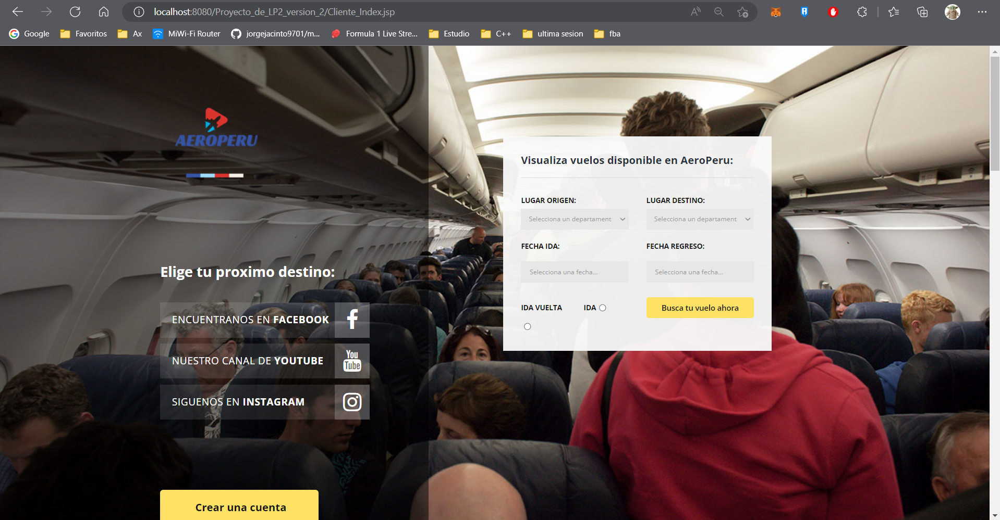 localhost:8080/Proyecto_de_LP2_version_2/Cliente_Index.jsp
Google Favoritos Ax MiWi-Fi Router jorgejacinto9701/m... Formula 1 Live Stre... Estudio C++ ultima sesion fba
AEROPERU
Elige tu proximo destino:
ENCUENTRANOS EN FACEBOOK
NUESTRO CANAL DE YOUTUBE
You
Tube
SIGUENOS EN INSTAGRAM
Crear una cuenta
Visualiza vuelos disponible en AeroPeru:
LUGAR ORIGEN: LUGAR DESTINO:
Selecciona un departament Selecciona un departament
FECHA IDA: FECHA REGRESO:
Selecciona una fecha... Selecciona una fecha...
IDA VUELTA IDA Busca tu vuelo ahora